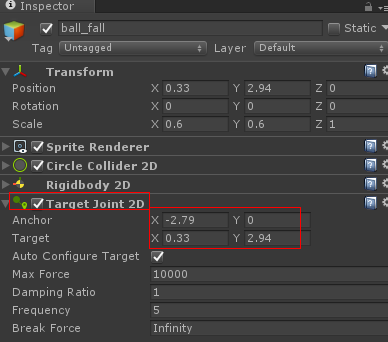 Inspector
ball_fall Static
Tag Untagged Layer Default
Transform
Position X 0.33 Y 2.94 Z 0
Rotation X 0 Y 0 Z 0
Scale X 0.6 Y 0.6 Z 1
Sprite Renderer
Circle Collider 2D
Rigidbody 2D
Target Joint 2D
Anchor X -2.79 Y 0
Target X 0.33 Y 2.94
Auto Configure Target
Max Force 10000
Damping Ratio 1
Frequency 5
Break Force Infinity